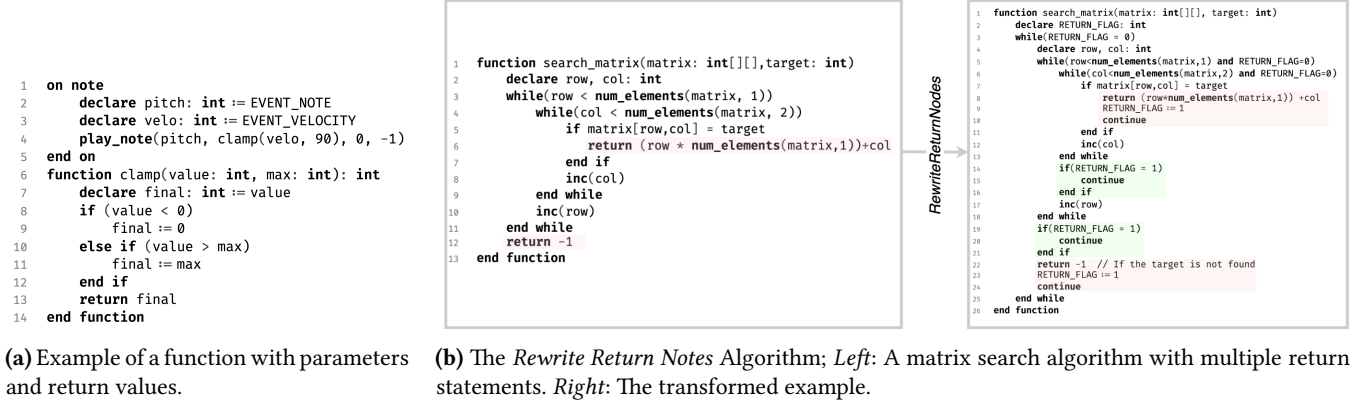 1 on note
2 declare pitch: int := EVENT_NOTE
3 declare velo: int := EVENT_VELOCITY
4 play_note(pitch, clamp(velo, 90), 0, -1)
5 end on
6 function clamp(value: int, max: int): int
7 declare final: int := value
8 if (value < 0)
9 final := 0
10 else if (value > max)
11 final := max
12 end if
13 return final
14 end function
(a) Example of a function with parameters
and return values.
1 function search_matrix(matrix: int[][],target: int)
2 declare row, col: int
3 while(row < num_elements(matrix, 1))
4 while(col < num_elements(matrix, 2))
5 if matrix[row,col] = target
6 return (row * num_elements(matrix,1))+col
7 end if
8 inc(col)
9 end while
10 inc(row)
11 end while
12 return -1
13 end function
RewriteReturnNodes
1 function search_matrix(matrix: int[][], target: int)
2 declare RETURN_FLAG: int
3 while(RETURN_FLAG = 0)
4 declare row, col: int
5 while(row<num_elements(matrix,1) and RETURN_FLAG=0)
6 while(col<num_elements(matrix,2) and RETURN_FLAG=0)
7 if matrix[row,col] = target
8 return (row*num_elements(matrix,1)) +col
9 RETURN_FLAG := 1
10 continue
11 end if
12 inc(col)
13 end while
14 if(RETURN_FLAG = 1)
15 continue
16 end if
17 inc(row)
18 end while
19 if(RETURN_FLAG = 1)
20 continue
21 end if
22 return -1 // If the target is not found
23 RETURN_FLAG := 1
24 continue
25 end while
26 end function
(b) The Rewrite Return Notes Algorithm; Left: A matrix search algorithm with multiple return
statements. Right: The transformed example.